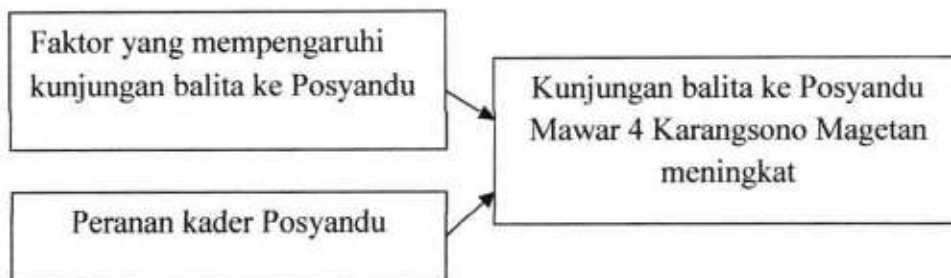 Faktor yang mempengaruhi
kunjungan balita ke Posyandu
Kunjungan balita ke Posyandu
Mawar 4 Karangsono Magetan
meningkat
Peranan kader Posyandu